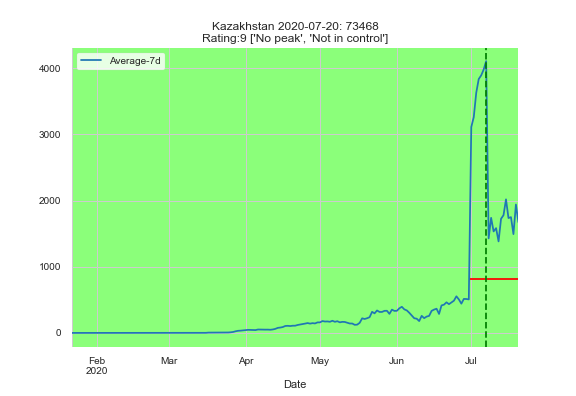 Kazakhstan 2020-07-20: 73468
Rating:9 ['No peak', 'Not in control']
Average-7d
4000
3000
2000
1000
0
Feb
2020
Mar
Apr
May
Jun
Jul
Date